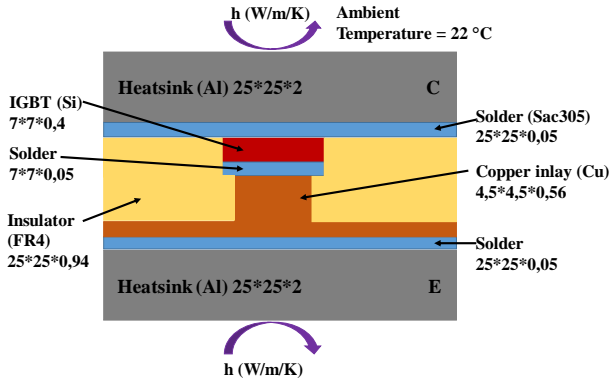 h (W/m/K)
Ambient
Temperature = 22 °C
Heatsink (Al) 25*25*2
C
IGBT (Si)
7*7*0,4
Solder (Sac305)
25*25*0,05
Solder
7*7*0,05
Copper inlay (Cu)
4,5*4,5*0,56
Insulator
(FR4)
25*25*0,94
Solder
25*25*0,05
Heatsink (Al) 25*25*2
E
h (W/m/K)